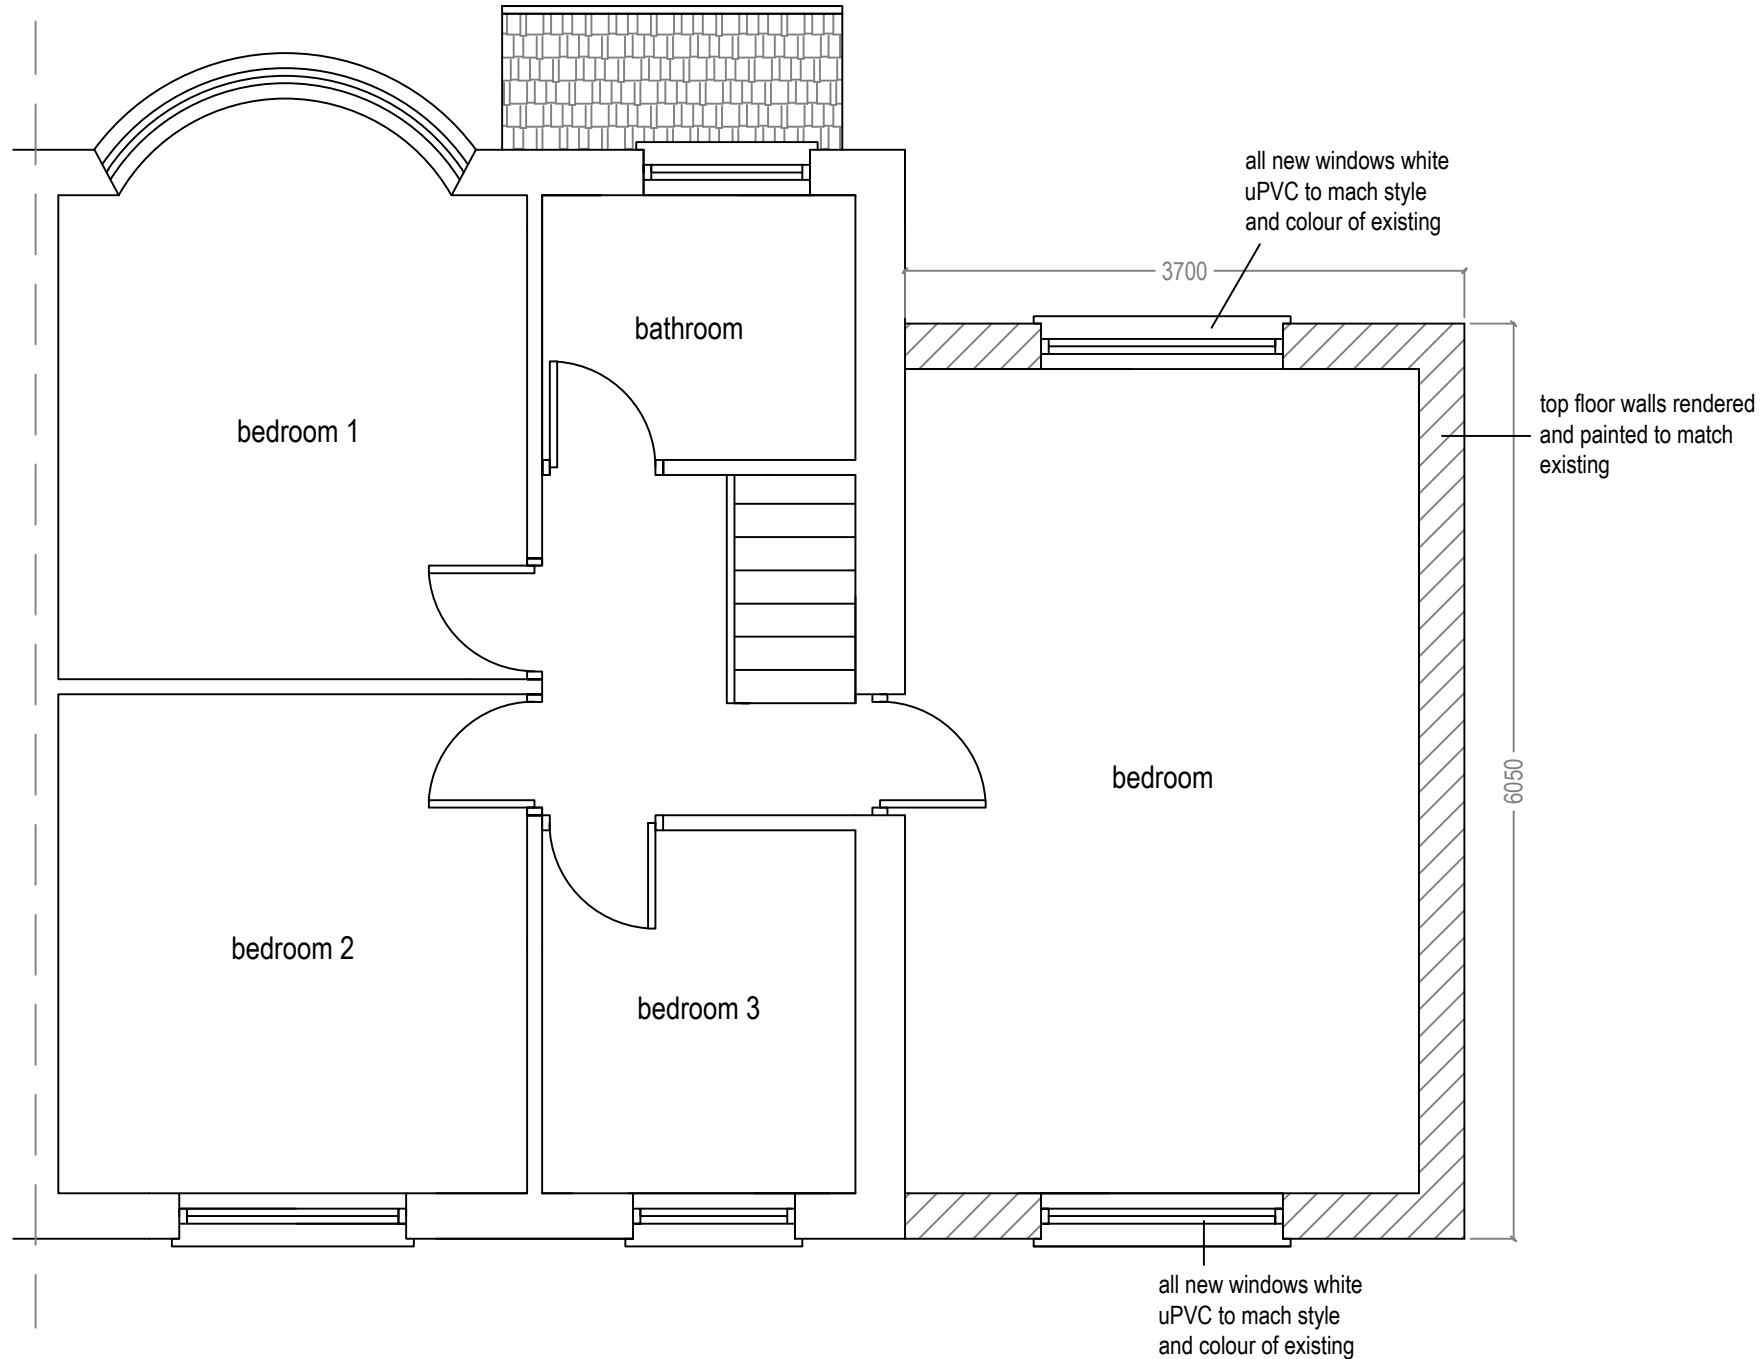 all new windows white
uPVC to mach style
and colour of existing
3700
bathroom
top floor walls rendered
and painted to match
existing
bedroom 1
bedroom
6050
bedroom 2
bedroom 3
all new windows white
uPVC to mach style
and colour of existing